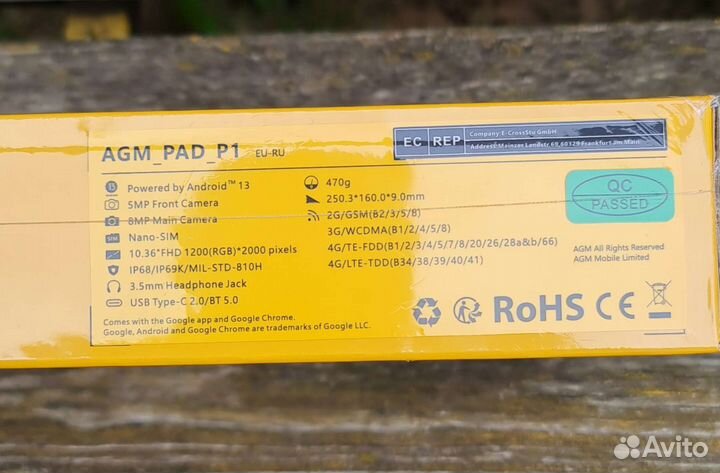 AGM_PAD_P1 EU-RU
EC REP
Company:E-CrossStu GmbH
Address:Mainzer Landstr.69,60329 Frankfurt am Main
13 Powered by Android™ 13
5MP Front Camera
8MP Main Camera
SIM Nano-SIM
10.36"FHD 1200(RGB)*2000 pixels
IP68/IP69K/MIL-STD-810H
3.5mm Headphone Jack
USB Type-C 2.0/BT 5.0
470g
250.3*160.0*9.0mm
2G/GSM(B2/3/5/8)
3G/WCDMA(B1/2/4/5/8)
4G/TE-FDD(B1/2/3/4/5/7/8/20/26/28a&b/66)
4G/LTE-TDD(B34/38/39/40/41)
QC
PASSED
AGM All Rights Reserved
AGM Mobile Limited
RoHS CE
Comes with the Google app and Google Chrome.
Google, Android and Google Chrome are trademarks of Google LLC.
Avito